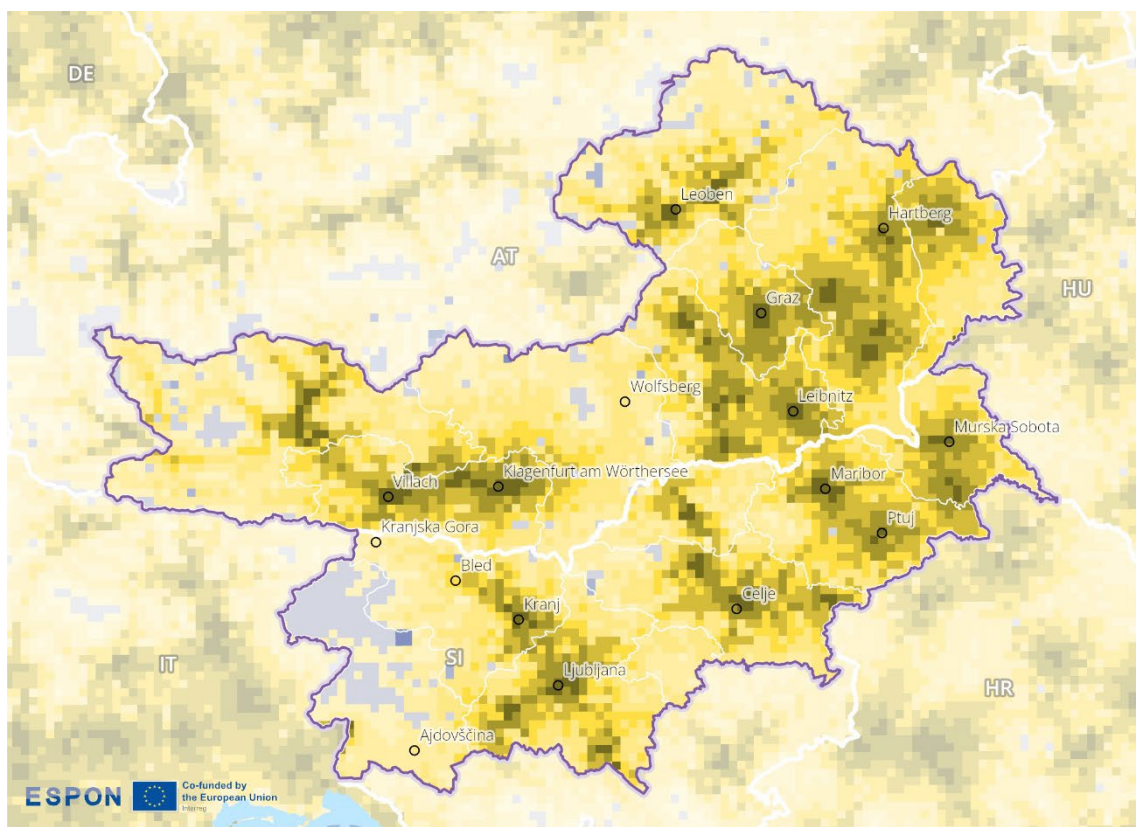 DE
Leoben
Hartberg
AT
Graz
HU
Wolfsberg
Leibnitz
Murska Sobota
Klagenfurt am Wörthersee
Villach
Maribor
Ptuj
Kranjska Gora
Bled
Kranj
Celje
IT
SI
Ljubljana
HR
Ajdovščina
ESPON
Co-funded by
the European Union
Interreg